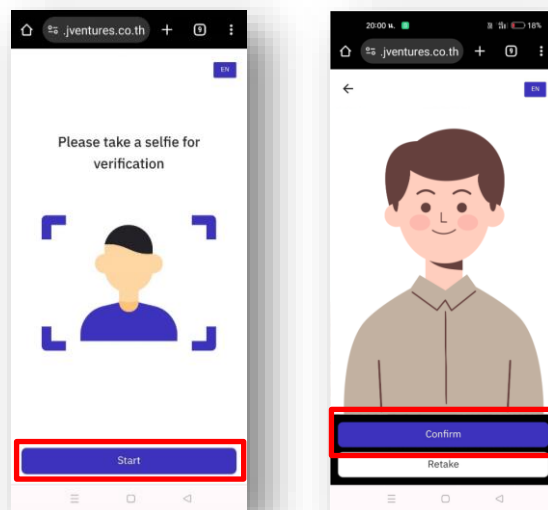 .jventures.co.th
EN
Please take a selfie for
verification
Start
20:00 น.
18%
.jventures.co.th
EN
Confirm
Retake